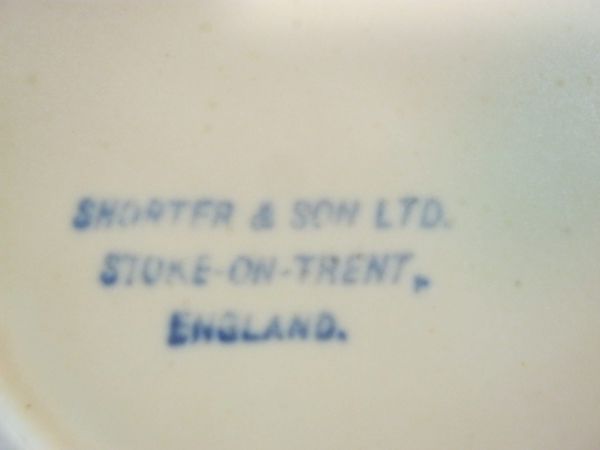 SHORTER & SON LTD.
STOKE-ON-TRENT,
ENGLAND.